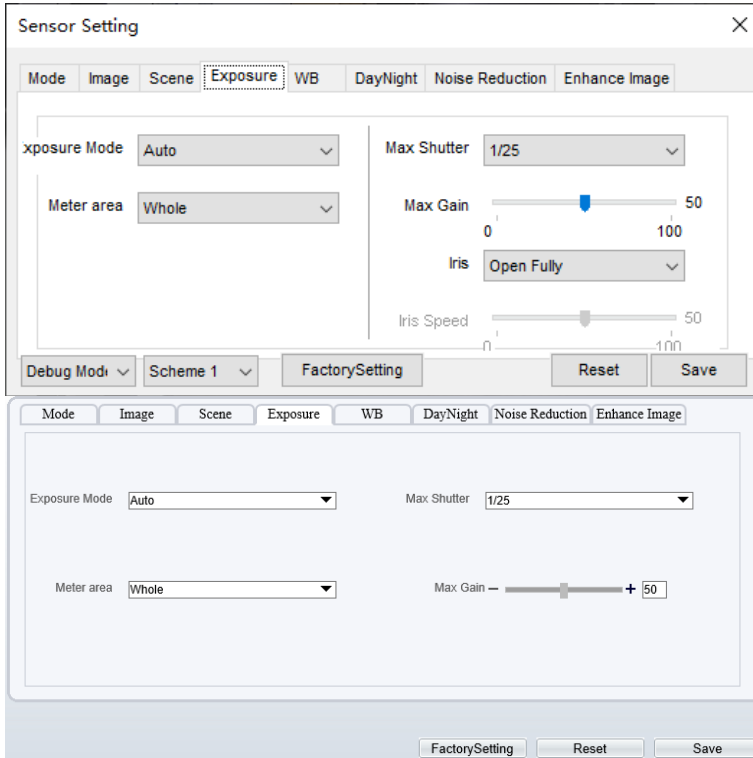 Sensor Setting
Mode Image Scene Exposure WB DayNight Noise Reduction Enhance Image
xposure Mode Auto Max Shutter 1/25
Meter area Whole Max Gain 50
0 100
Iris Open Fully
Iris Speed 50
0 100
Debug Mode Scheme 1 FactorySetting Reset Save
Mode Image Scene Exposure WB DayNight Noise Reduction Enhance Image
Exposure Mode Auto Max Shutter 1/25
Meter area Whole Max Gain 50
FactorySetting Reset Save